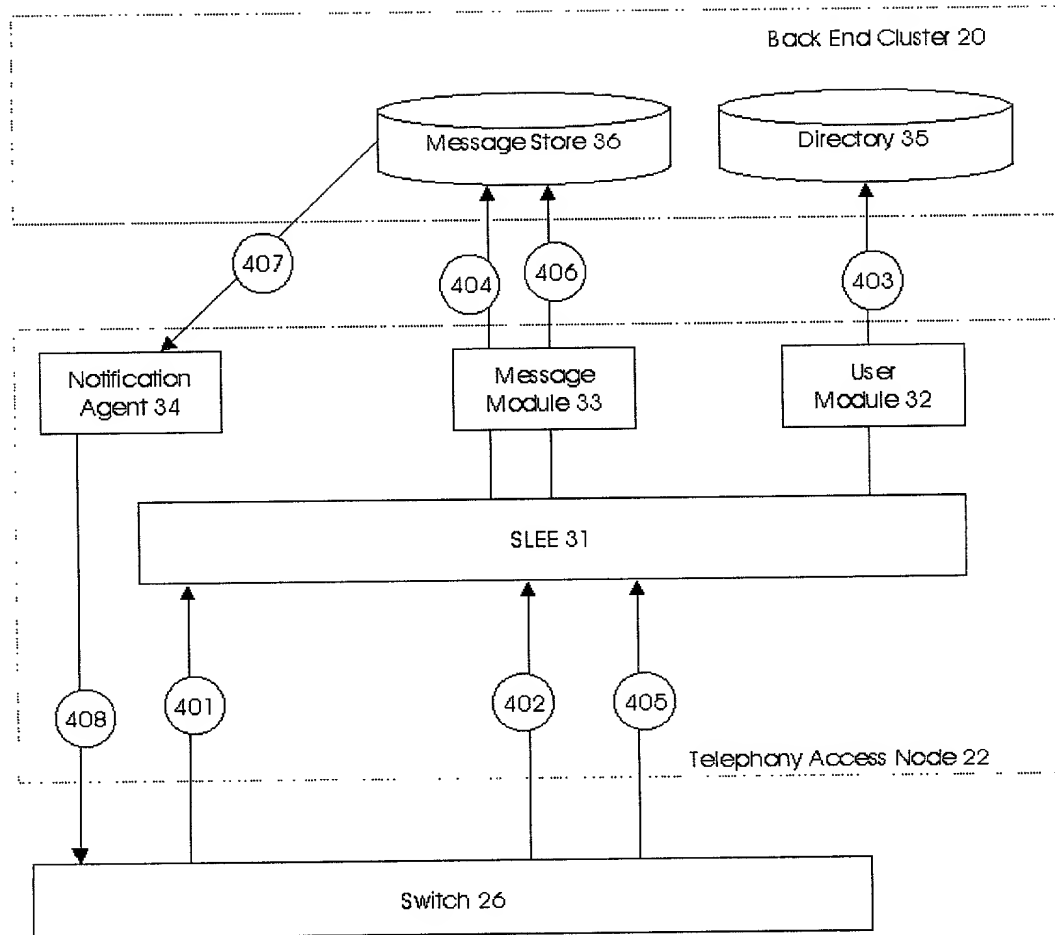 Back End Cluster 20
Message Store 36
Directory 35
407
404
406
403
Notification
Agent 34
Message
Module 33
User
Module 32
SLEE 31
408
401
402
405
Telephony Access Node 22
Switch 26